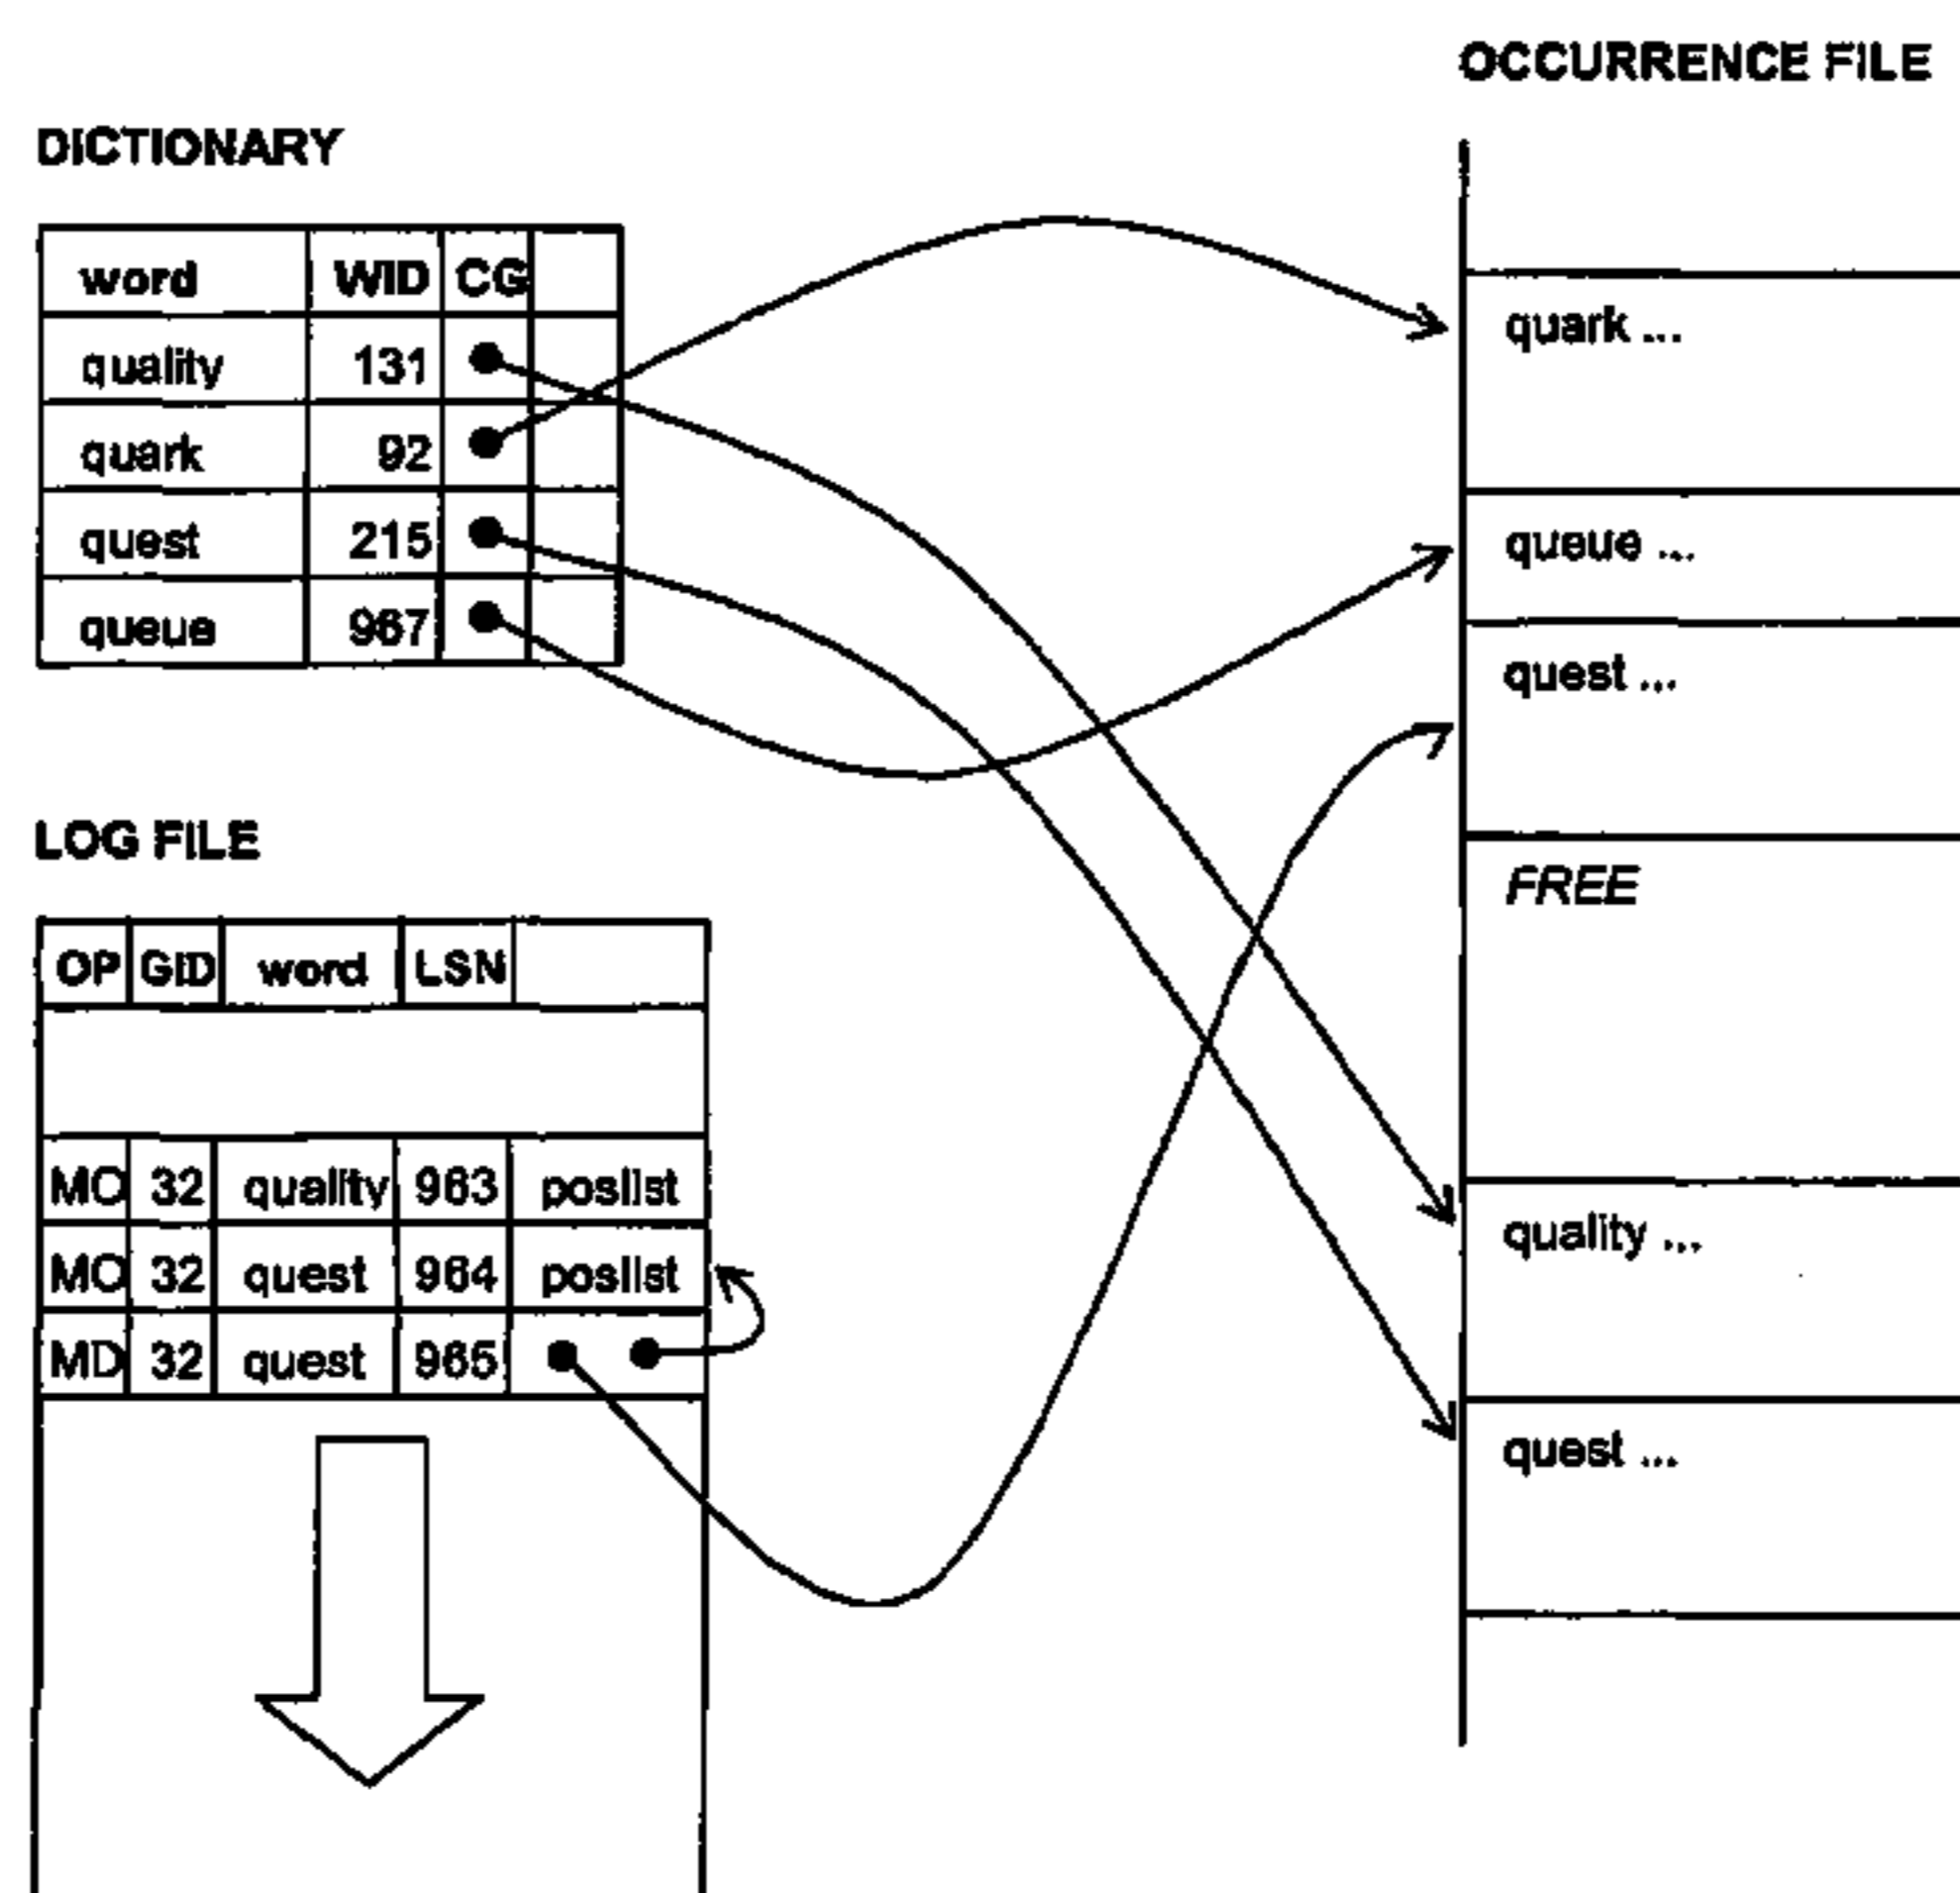 OCCURRENCE FILE
DICTIONARY
word WID CG
quality 131
quark 92
quest 215
queue 967
quark ...
queue ...
quest ...
FREE
quality ...
quest ...
LOG FILE
OP GID word LSN
MO 32 quality 963 poslist
MO 32 quest 964 poslist
MD 32 quest 965